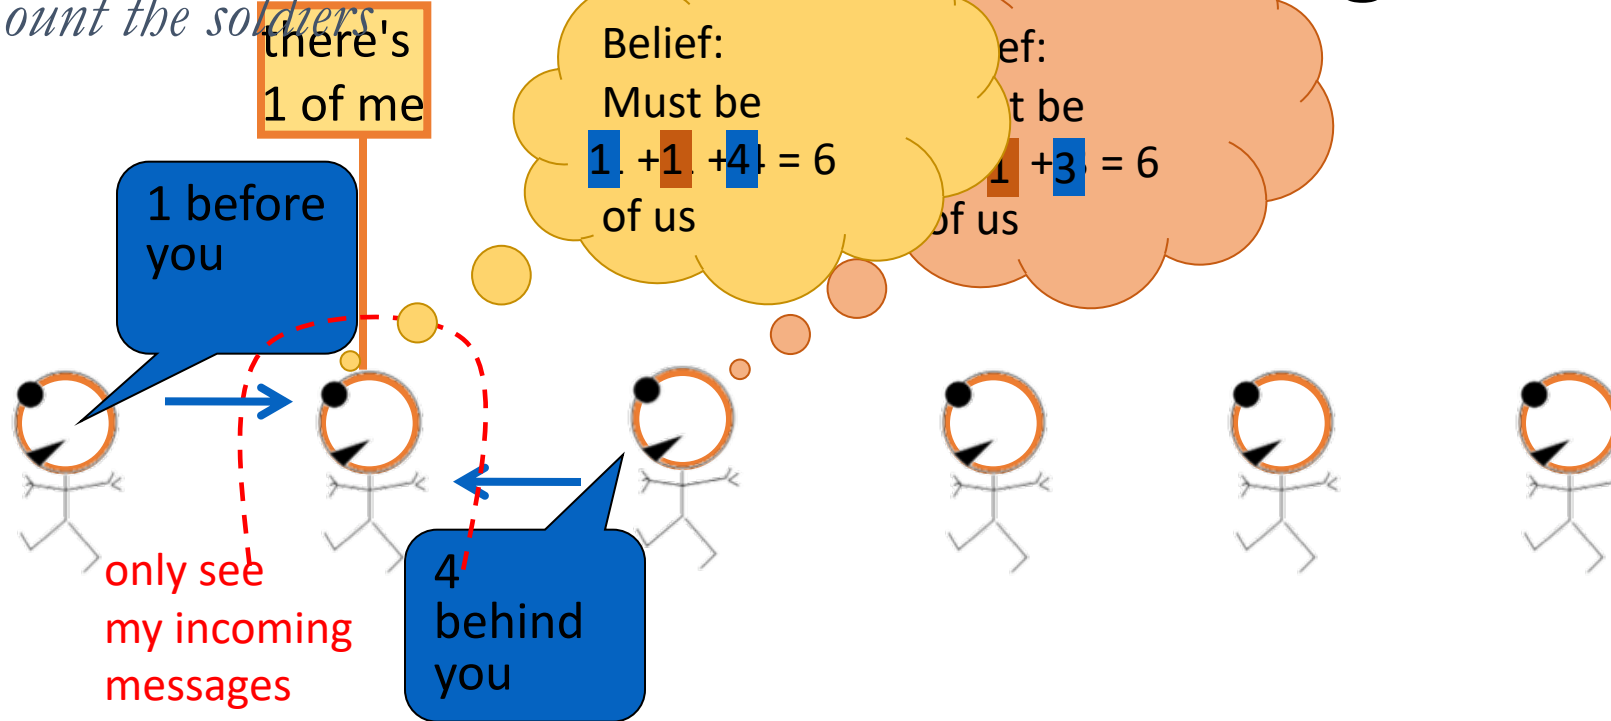 ount the soldiers
there's
1 of me
Belief:
Must be
1 + 1 + 4 = 6
of us
ef:
t be
1 + 3 = 6
of us
1 before
you
only see
my incoming
messages
4
behind
you